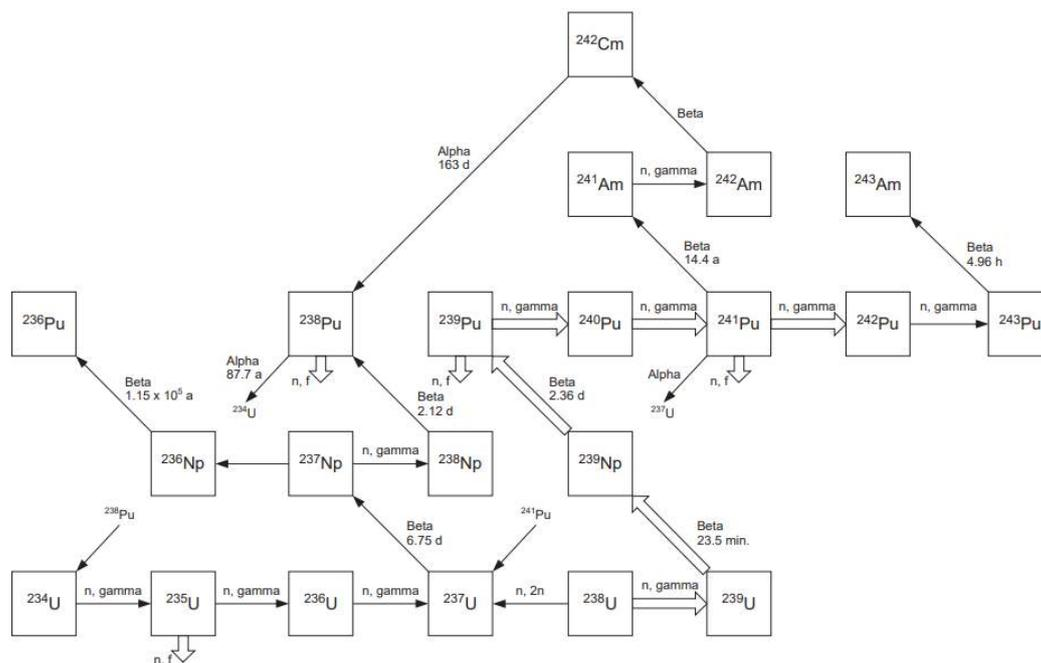 ²⁴²Cm
Beta
Alpha
163 d
²⁴¹Am
n, gamma
²⁴²Am
²⁴³Am
Beta
14.4 a
Beta
4.96 h
²³⁶Pu
²³⁸Pu
²³⁹Pu
n, gamma
²⁴⁰Pu
n, gamma
²⁴¹Pu
n, gamma
²⁴²Pu
n, gamma
²⁴³Pu
Beta
1.15 x 10⁵ a
Alpha
87.7 a
n, f
²³⁴U
Beta
2.12 d
n, f
Beta
2.36 d
Alpha
n, f
²³⁷U
²³⁶Np
²³⁷Np
n, gamma
²³⁸Np
²³⁹Np
²³⁸Pu
Beta
6.75 d
²⁴¹Pu
Beta
23.5 min.
²³⁴U
n, gamma
²³⁵U
n, gamma
²³⁶U
n, gamma
²³⁷U
n, 2n
²³⁸U
n, gamma
²³⁹U
n, f